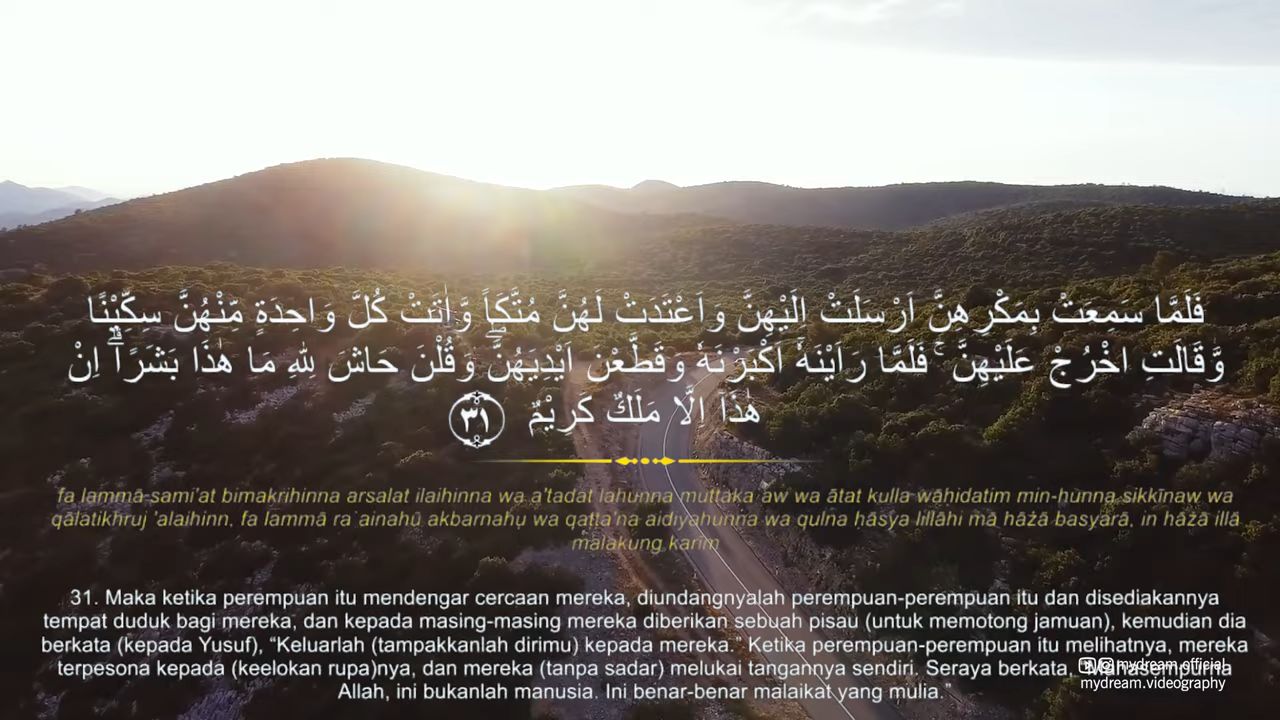 فَلَمَّا سَمِعَتْ بِمَكْرِهِنَّ اَرْسَلَتْ اِلَيْهِنَّ وَاَعْتَدَتْ لَهُنَّ مُتَّكَاً وَّاٰتَتْ كُلَّ وَاحِدَةٍ مِّنْهُنَّ سِكِّيْنًا
وَّقَالَتِ اخْرُجْ عَلَيْهِنَّ ۚ فَلَمَّا رَاَيْنَهٗٓ اَكْبَرْنَهٗ وَقَطَّعْنَ اَيْدِيَهُنَّۖ وَقُلْنَ حَاشَ لِلّٰهِ مَا هٰذَا بَشَرًاۗ اِنْ
هٰذَآ اِلَّا مَلَكٌ كَرِيْمٌ ٣١
fa lammā sami'at bimakrihinna arsalat ilaihinna wa a'tadat lahunna muttaka aw wa ātat kulla wāḥidatim min-hunna sikkīnaw wa
qālatikhruj 'alaihinn, fa lammā ra`ainahū akbarnahụ wa qaṭṭa'na aidiyahunna wa qulna ḥāsya lillāhi mā hāżā basyarā, in hāżā illā
malakung karīm
31. Maka ketika perempuan itu mendengar cercaan mereka, diundangnyalah perempuan-perempuan itu dan disediakannya
tempat duduk bagi mereka, dan kepada masing-masing mereka diberikan sebuah pisau (untuk memotong jamuan), kemudian dia
berkata (kepada Yusuf), “Keluarlah (tampakkanlah dirimu) kepada mereka.” Ketika perempuan-perempuan itu melihatnya, mereka
terpesona kepada (keelokan rupa)nya, dan mereka (tanpa sadar) melukai tangannya sendiri. Seraya berkata, “Mahasempurna
Allah, ini bukanlah manusia. Ini benar-benar malaikat yang mulia.”
mydream.official
mydream.videography